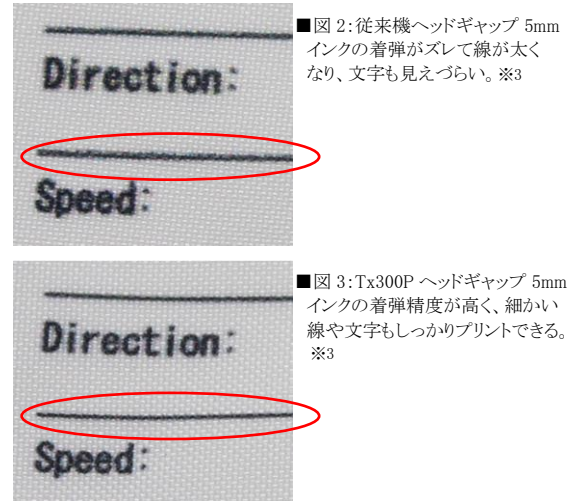 ■図 2:従来機ヘッドギャップ 5mm
インクの着弾がズレて線が太く
なり、文字も見えづらい。※3
Direction:
Speed:
■図 3:Tx300P ヘッドギャップ 5mm
インクの着弾精度が高く、細かい
線や文字もしっかりプリントできる。
※3
Direction:
Speed: